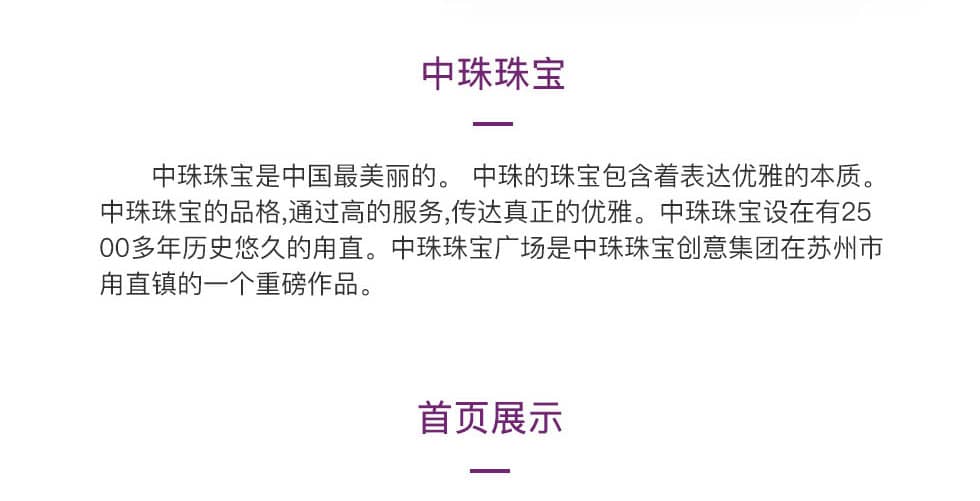 中珠珠宝
中珠珠宝是中国最美丽的。 中珠的珠宝包含着表达优雅的本质。
中珠珠宝的品格,通过高的服务,传达真正的优雅。中珠珠宝设在有25
00多年历史悠久的甪直。中珠珠宝广场是中珠珠宝创意集团在苏州市
甪直镇的一个重磅作品。
首页展示